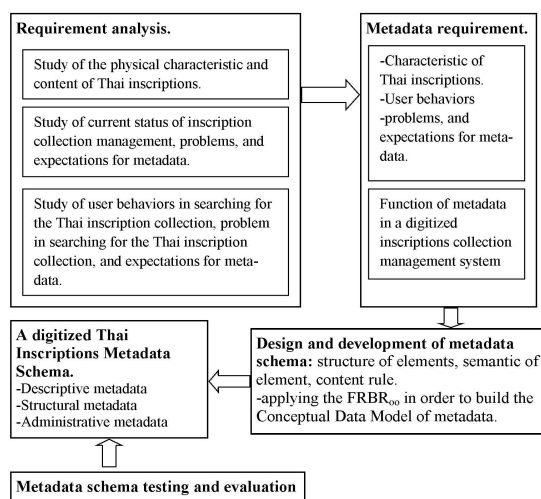 Requirement analysis.
Study of the physical characteristic and
content of Thai inscriptions.
Study of current status of inscription
collection management, problems, and
expectations for metadata.
Study of user behaviors in searching for
the Thai inscription collection, problem
in searching for the Thai inscription
collection, and expectations for meta-
data.
Metadata requirement.
-Characteristic of
Thai inscriptions.
-User behaviors
-problems, and
expectations for meta-
data.
Function of metadata
in a digitized
inscriptions collection
management system
Design and development of metadata
schema: structure of elements, semantic of
element, content rule.
-applying the FRBRoo in order to build the
Conceptual Data Model of metadata.
A digitized Thai
Inscriptions Metadata
Schema.
-Descriptive metadata
-Structural metadata
-Administrative metadata
Metadata schema testing and evaluation